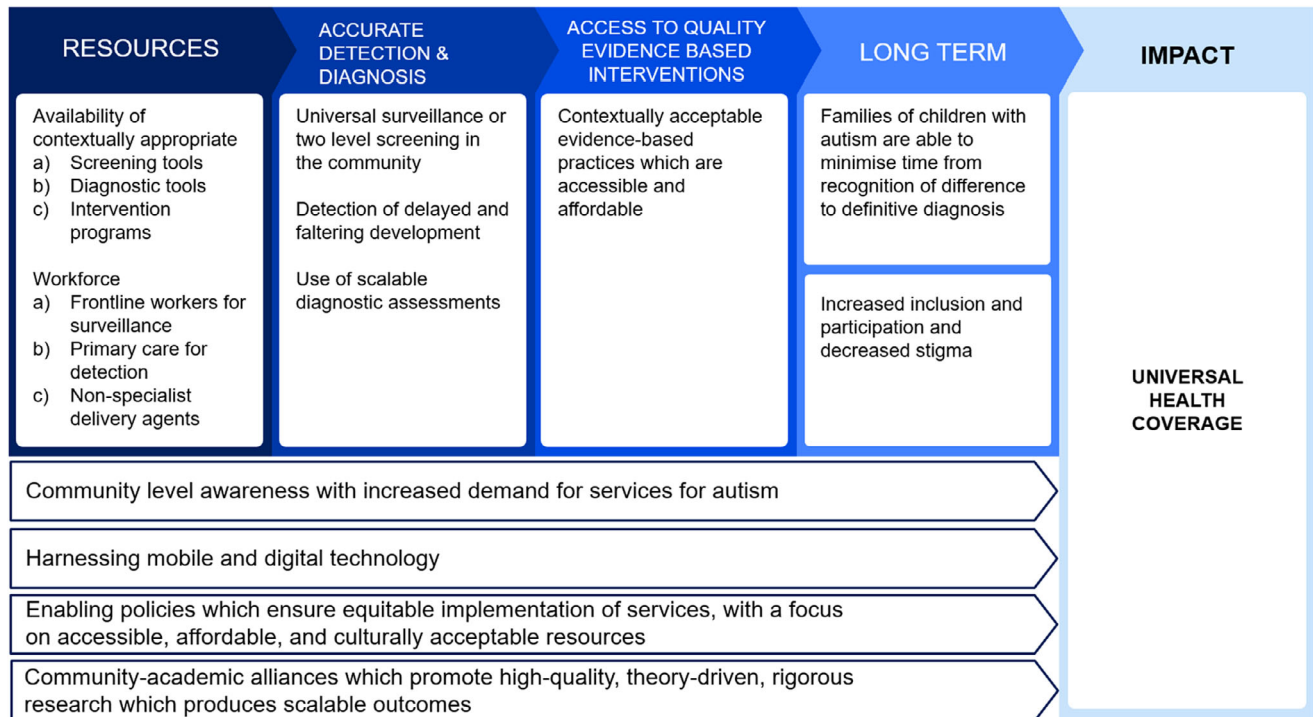 RESOURCES
Availability of
contextually appropriate
a) Screening tools
b) Diagnostic tools
c) Intervention
programs
Workforce
a) Frontline workers for
surveillance
b) Primary care for
detection
c) Non-specialist
delivery agents
ACCURATE
DETECTION &
DIAGNOSIS
Universal surveillance or
two level screening in
the community
Detection of delayed and
faltering development
Use of scalable
diagnostic assessments
ACCESS TO QUALITY
EVIDENCE BASED
INTERVENTIONS
Contextually acceptable
evidence-based
practices which are
accessible and
affordable
LONG TERM
Families of children with
autism are able to
minimise time from
recognition of difference
to definitive diagnosis
Increased inclusion and
participation and
decreased stigma
IMPACT
UNIVERSAL
HEALTH
COVERAGE
Community level awareness with increased demand for services for autism
Harnessing mobile and digital technology
Enabling policies which ensure equitable implementation of services, with a focus
on accessible, affordable, and culturally acceptable resources
Community-academic alliances which promote high-quality, theory-driven, rigorous
research which produces scalable outcomes